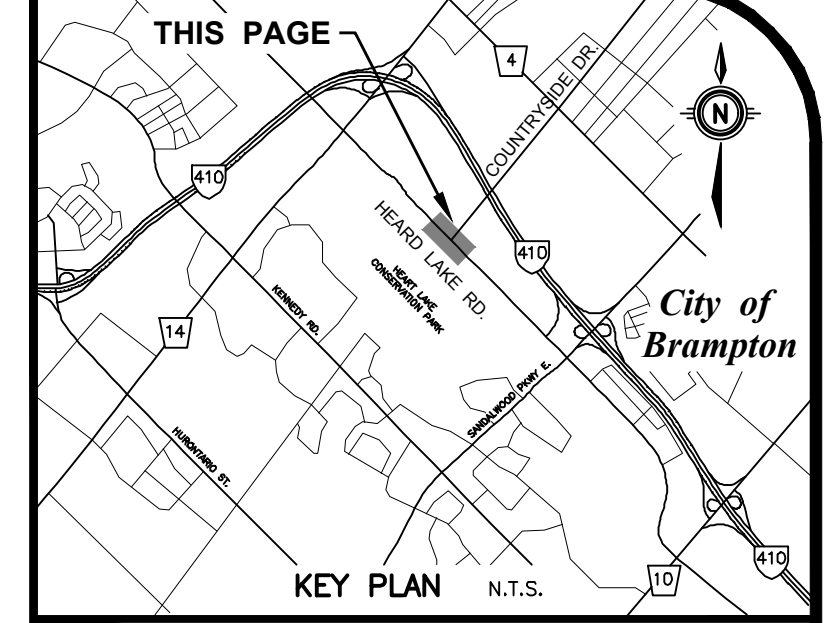 THIS PAGE
4
COUNTRYSIDE DR.
N
410
HEARD LAKE RD.
410
HEART LAKE
CONSERVATION PARK
KENNEDY RD.
City of
Brampton
14
SANDALWOOD PKWY E.
HURONTARIO ST.
410
10
KEY PLAN
N.T.S.